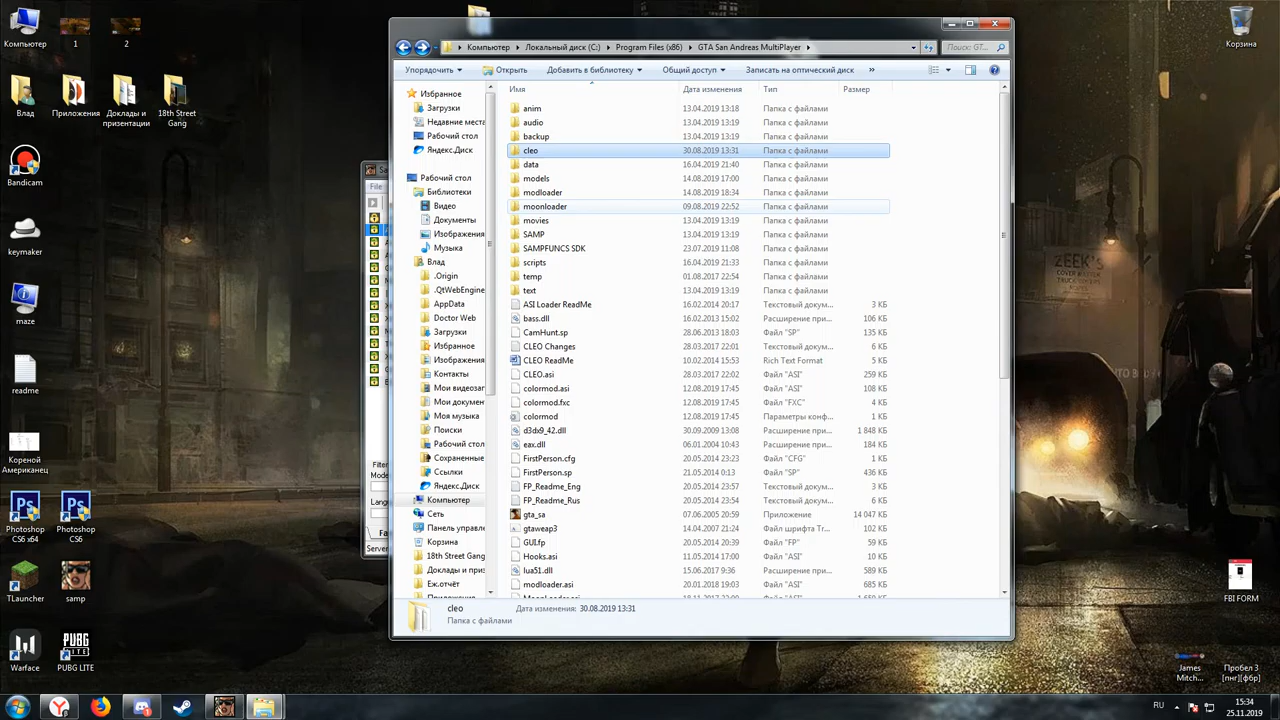 Компьютер
1
2
Влад
Приложения
Доклады и презентации
18th Street Gang
Bandicam
keymaker
maze
readme
Кореной Американец
Photoshop CS6 x64
Photoshop CS6
TLauncher
samp
Warface
PUBG LITE
Корзина
2EEK'S
FBI FORM
James Mitch...
Пробел 3 [пнг][фбр]
File
Компьютер
Локальный диск (C:)
Program Files (x86)
GTA San Andreas MultiPlayer
Поиск: GT...
Упорядочить
Открыть
Добавить в библиотеку
Общий доступ
Записать на оптический диск
»
Имя
Дата изменения
Тип
Размер
Избранное
Загрузки
Недавние места
Рабочий стол
Яндекс.Диск
Рабочий стол
Библиотеки
Видео
Документы
Изображения
Музыка
Влад
.Origin
.QtWebEngine
AppData
Doctor Web
Загрузки
Избранное
Изображения
Контакты
Мои видеозаг
Мои докумен
Моя музыка
Поиски
Рабочий стол
Сохраненные
Ссылки
Яндекс.Диск
Компьютер
Сеть
Панель управле
Корзина
18th Street Gang
Доклады и през
Еж.отчёт
anim 13.04.2019 13:18 Папка с файлами
audio 13.04.2019 13:19 Папка с файлами
backup 13.04.2019 13:19 Папка с файлами
cleo 30.08.2019 13:31 Папка с файлами
data 16.04.2019 21:40 Папка с файлами
models 14.08.2019 17:00 Папка с файлами
modloader 14.08.2019 18:34 Папка с файлами
moonloader 09.08.2019 22:52 Папка с файлами
movies 13.04.2019 13:19 Папка с файлами
SAMP 13.04.2019 13:19 Папка с файлами
SAMPFUNCS SDK 23.07.2019 11:08 Папка с файлами
scripts 16.04.2019 21:33 Папка с файлами
temp 01.08.2017 22:54 Папка с файлами
text 13.04.2019 13:19 Папка с файлами
ASI Loader ReadMe 16.02.2014 20:17 Текстовый докум... 3 КБ
bass.dll 16.02.2013 15:02 Расширение при... 106 КБ
CamHunt.sp 28.06.2013 18:03 Файл "SP" 135 КБ
CLEO Changes 28.03.2017 22:01 Текстовый докум... 6 КБ
CLEO ReadMe 10.02.2014 15:53 Rich Text Format 5 КБ
CLEO.asi 28.03.2017 22:02 Файл "ASI" 259 КБ
colormod.asi 12.08.2019 17:45 Файл "ASI" 108 КБ
colormod.fxc 12.08.2019 17:45 Файл "FXC" 4 КБ
colormod 12.08.2019 17:45 Параметры конф... 1 КБ
d3dx9_42.dll 30.09.2009 13:08 Расширение при... 1 848 КБ
eax.dll 06.01.2004 10:43 Расширение при... 184 КБ
FirstPerson.cfg 20.05.2014 23:23 Файл "CFG" 1 КБ
FirstPerson.sp 21.05.2014 0:13 Файл "SP" 436 КБ
FP_Readme_Eng 20.05.2014 23:57 Текстовый докум... 6 КБ
FP_Readme_Rus 20.05.2014 23:54 Текстовый докум... 6 КБ
gta_sa 07.06.2005 20:59 Приложение 14 047 КБ
gtaweap3 14.04.2007 21:24 Файл шрифта Tr... 102 КБ
GUI.fp 20.05.2014 20:39 Файл "FP" 59 КБ
Hooks.asi 11.05.2014 17:00 Файл "ASI" 10 КБ
lua51.dll 15.06.2017 9:36 Расширение при... 589 КБ
modloader.asi 20.01.2018 19:03 Файл "ASI" 685 КБ
cleo Дата изменения: 30.08.2019 13:31
Папка с файлами
Filter
Mode
Langu
Fa
Server
RU
15:34
25.11.2019